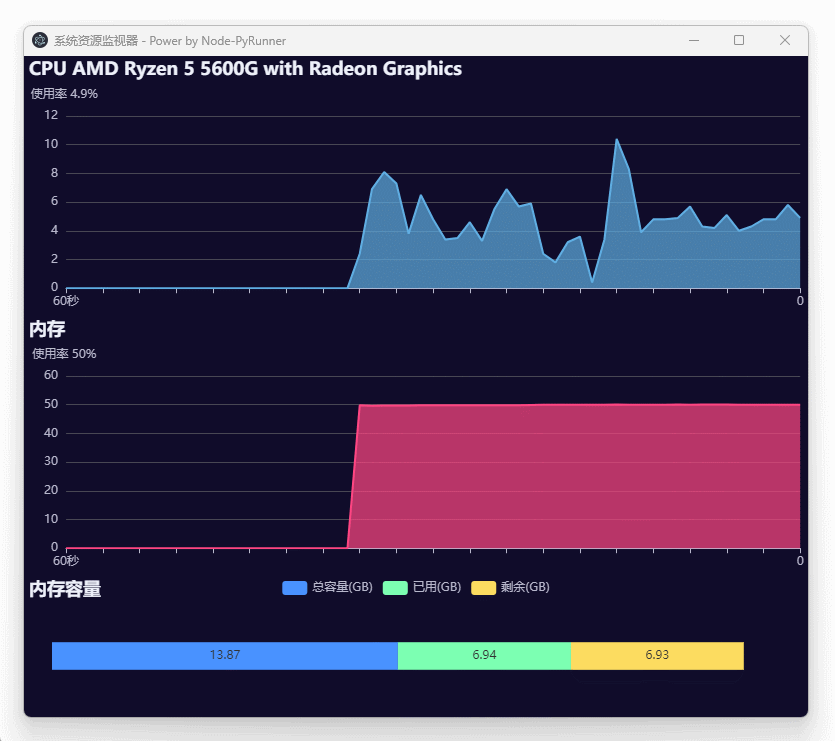 系统资源监视器 - Power by Node-PyRunner
CPU AMD Ryzen 5 5600G with Radeon Graphics
使用率 4.9%
12
10
8
6
4
2
0
60秒 0
内存
使用率 50%
60
50
40
30
20
10
0
60秒 0
内存容量 总容量(GB) 已用(GB) 剩余(GB)
13.87 6.94 6.93